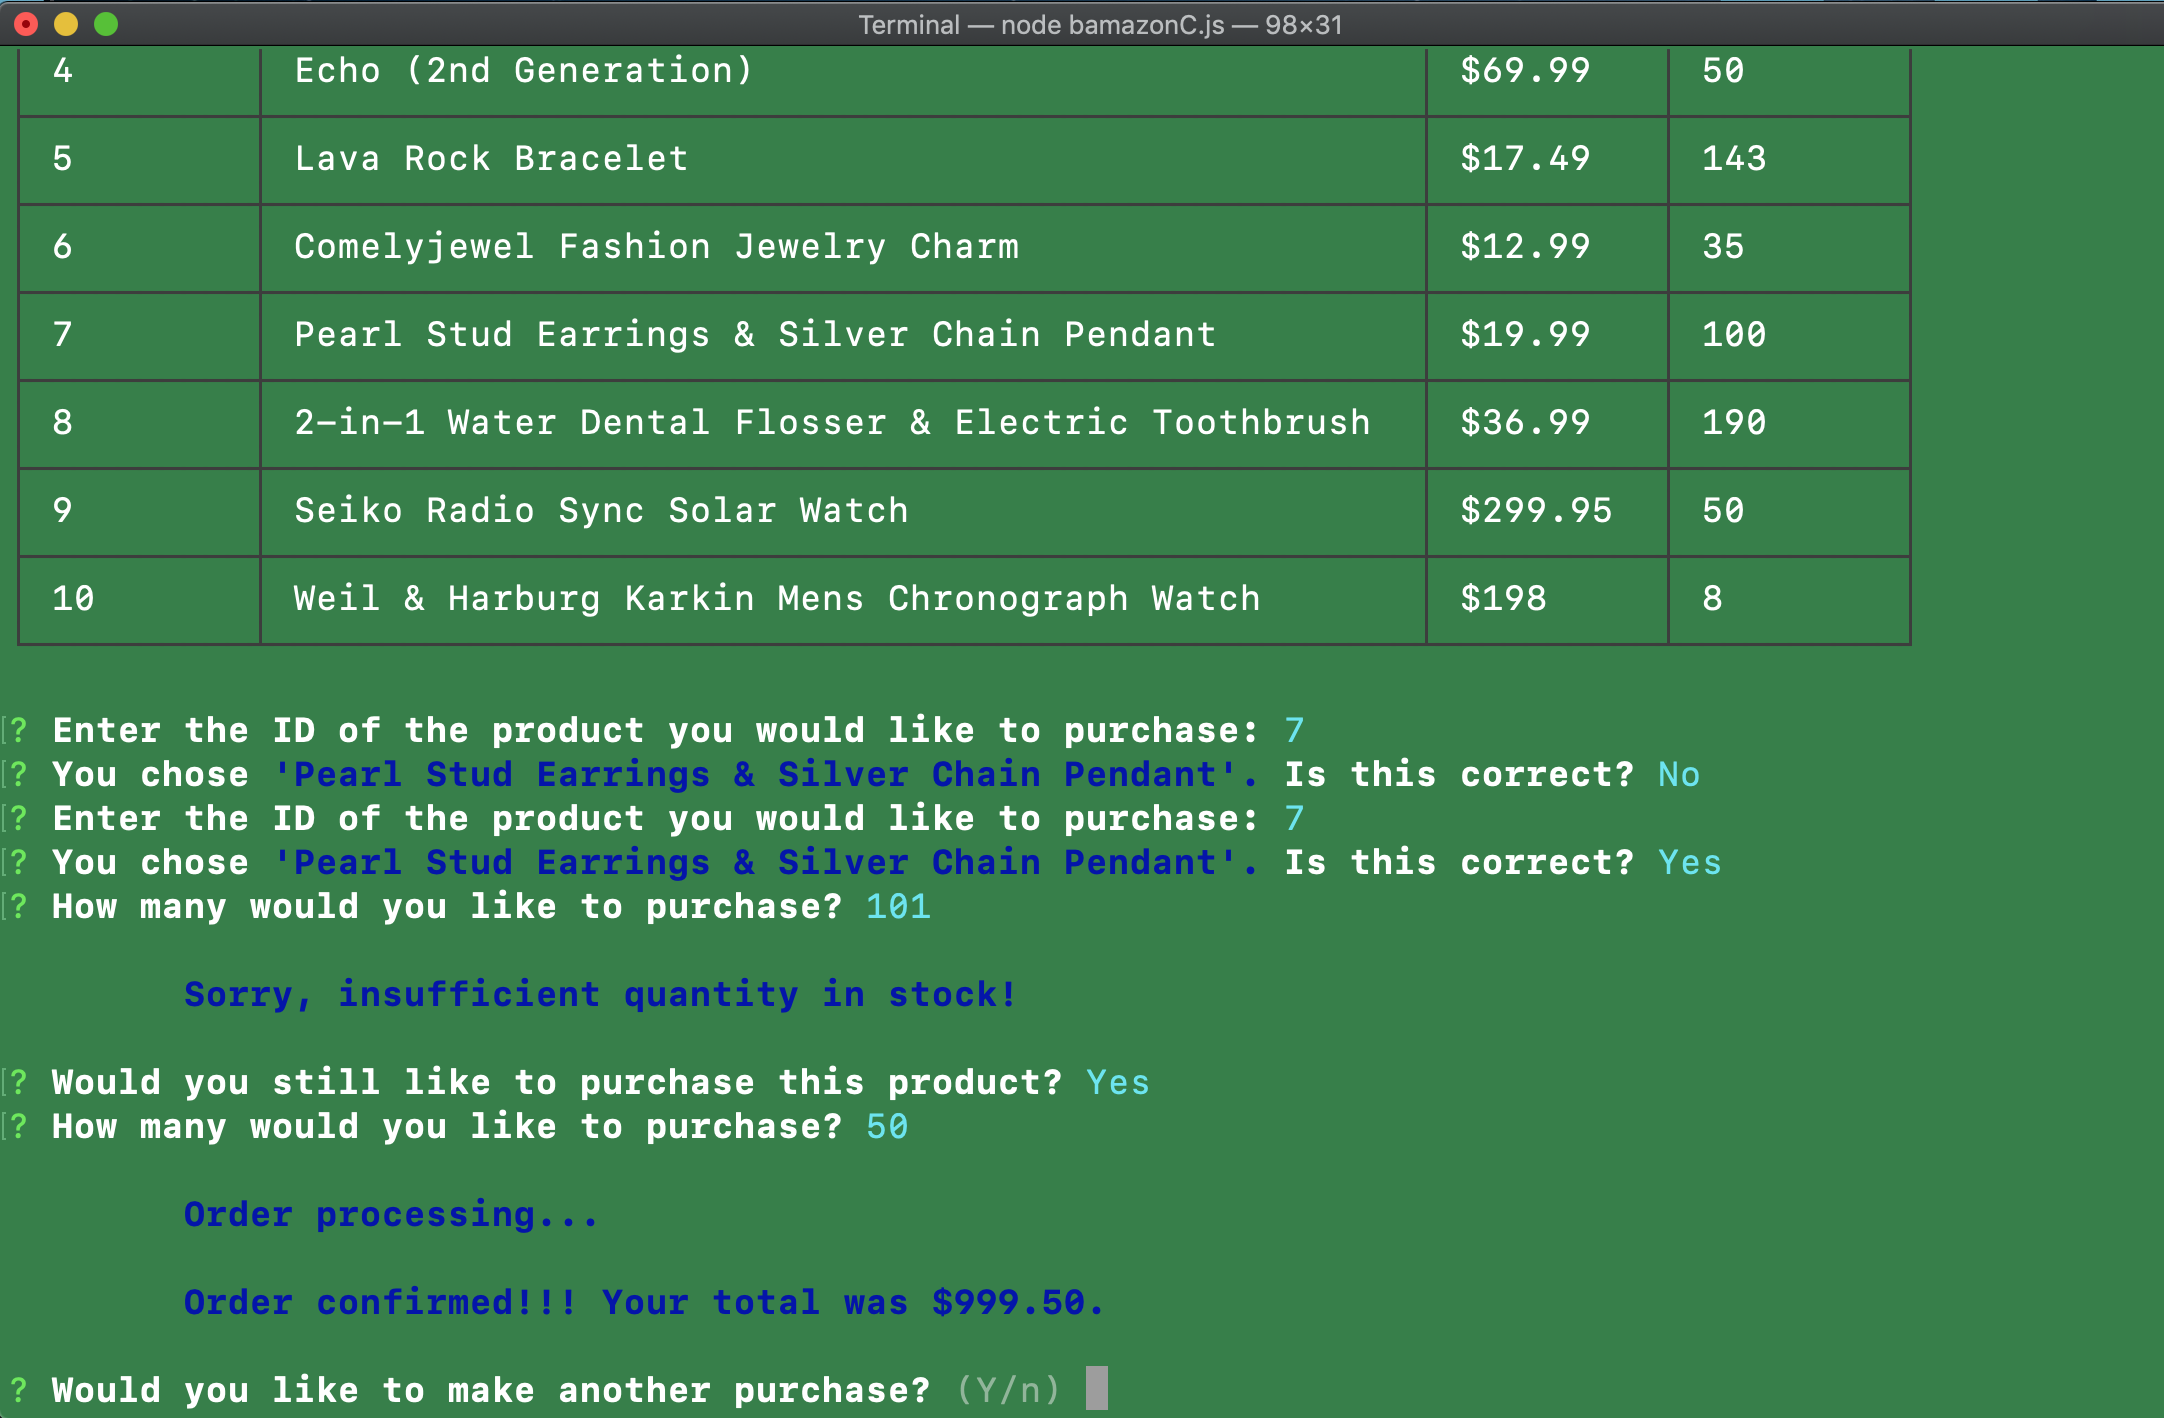 Terminal — node bamazonC.js — 98×31
4 Echo (2nd Generation) $69.99 50
5 Lava Rock Bracelet $17.49 143
6 Comelyjewel Fashion Jewelry Charm $12.99 35
7 Pearl Stud Earrings & Silver Chain Pendant $19.99 100
8 2-in-1 Water Dental Flosser & Electric Toothbrush $36.99 190
9 Seiko Radio Sync Solar Watch $299.95 50
10 Weil & Harburg Karkin Mens Chronograph Watch $198 8
[? Enter the ID of the product you would like to purchase: 7
[? You chose 'Pearl Stud Earrings & Silver Chain Pendant'. Is this correct? No
[? Enter the ID of the product you would like to purchase: 7
[? You chose 'Pearl Stud Earrings & Silver Chain Pendant'. Is this correct? Yes
[? How many would you like to purchase? 101
Sorry, insufficient quantity in stock!
[? Would you still like to purchase this product? Yes
[? How many would you like to purchase? 50
Order processing...
Order confirmed!!! Your total was $999.50.
? Would you like to make another purchase? (Y/n)